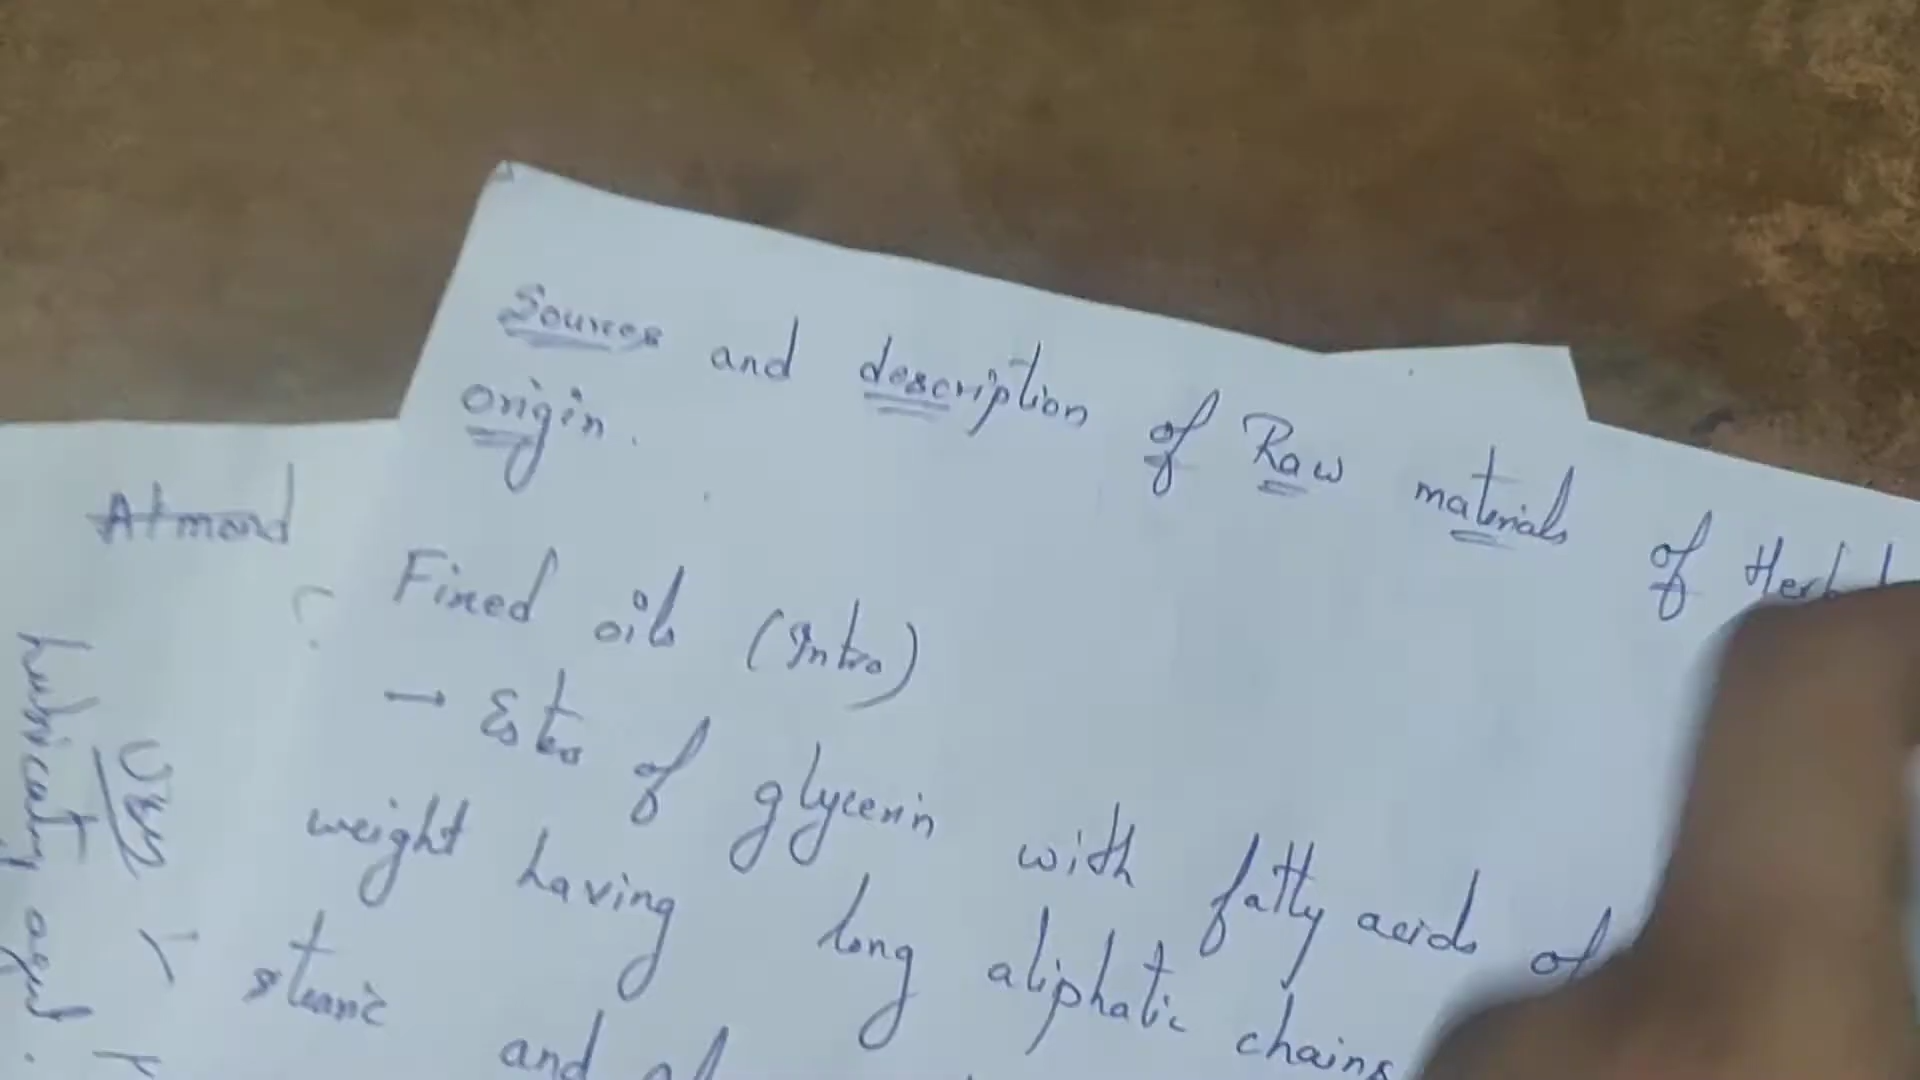 Sources and description of Raw materials of
origin.
Fixed oils (Intro)
→ Esters of glycerin with fatty acids of
weight having long aliphatic chains
stearic
and
Almond
Uses
lubricating agent.